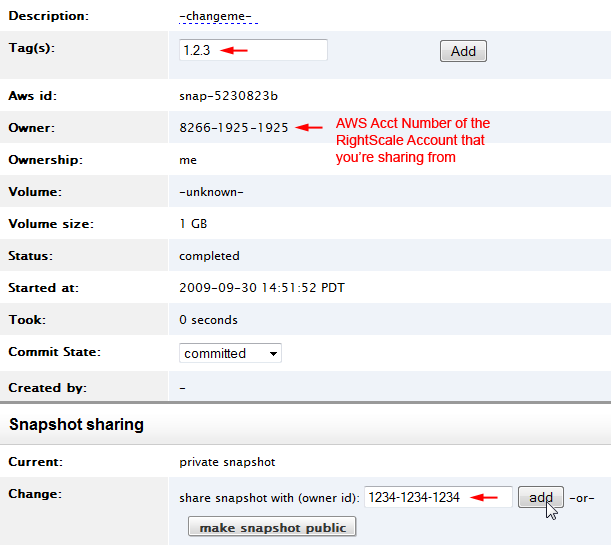 Description: -changeme-
Tag(s): 1.2.3 Add
Aws id: snap-5230823b
Owner: 8266-1925-1925 AWS Acct Number of the
RightScale Account that
you're sharing from
Ownership: me
Volume: -unknown-
Volume size: 1 GB
Status: completed
Started at: 2009-09-30 14:51:52 PDT
Took: 0 seconds
Commit State: committed
Created by: -
Snapshot sharing
Current: private snapshot
Change: share snapshot with (owner id): 1234-1234-1234 add -or-
make snapshot public